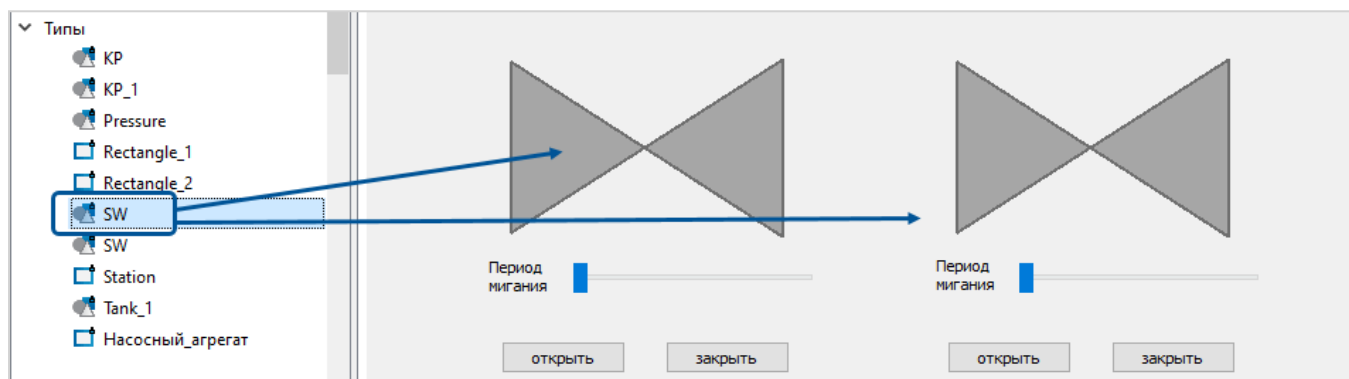 Типы
KP
KP_1
Pressure
Rectangle_1
Rectangle_2
SW
SW
Station
Tank_1
Насосный_агрегат
Период
мигания
открыть
закрыть
Период
мигания
открыть
закрыть